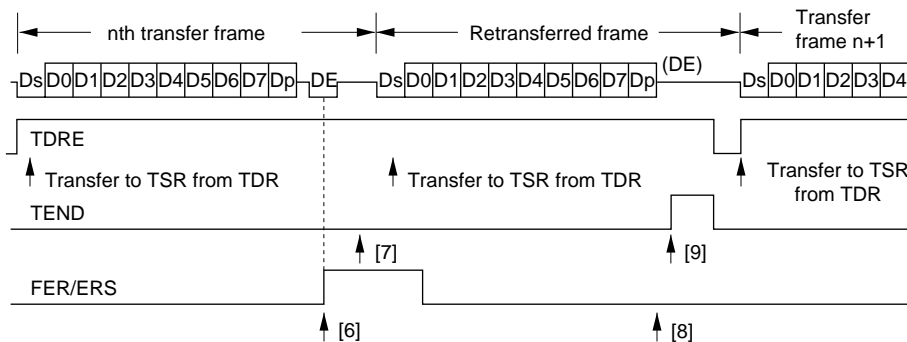 nth transfer frame
Retransferred frame
Transfer
frame n+1
Ds D0 D1 D2 D3 D4 D5 D6 D7 Dp DE
Ds D0 D1 D2 D3 D4 D5 D6 D7 Dp (DE)
Ds D0 D1 D2 D3 D4
TDRE
Transfer to TSR from TDR
Transfer to TSR from TDR
Transfer to TSR
from TDR
TEND
[7]
[9]
FER/ERS
[6]
[8]